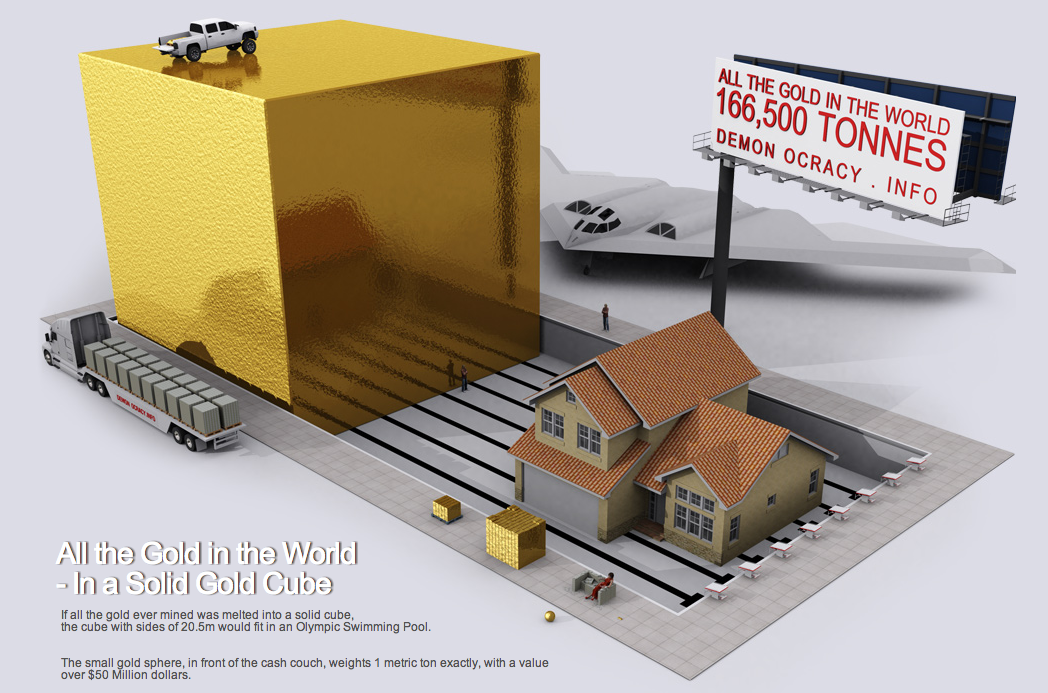 ALL THE GOLD IN THE WORLD
166,500 TONNES
DEMON OCRACY . INFO
DEMON OCRACY.INFO
All the Gold in the World
- In a Solid Gold Cube
If all the gold ever mined was melted into a solid cube,
the cube with sides of 20.5m would fit in an Olympic Swimming Pool.
The small gold sphere, in front of the cash couch, weights 1 metric ton exactly, with a value
over $50 Million dollars.